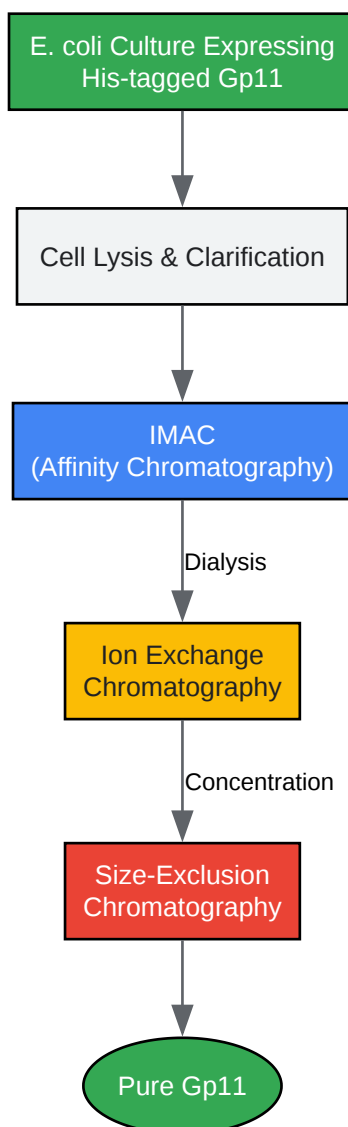 E. coli Culture Expressing
His-tagged Gp11
Cell Lysis & Clarification
IMAC
(Affinity Chromatography)
Dialysis
Ion Exchange
Chromatography
Concentration
Size-Exclusion
Chromatography
Pure Gp11